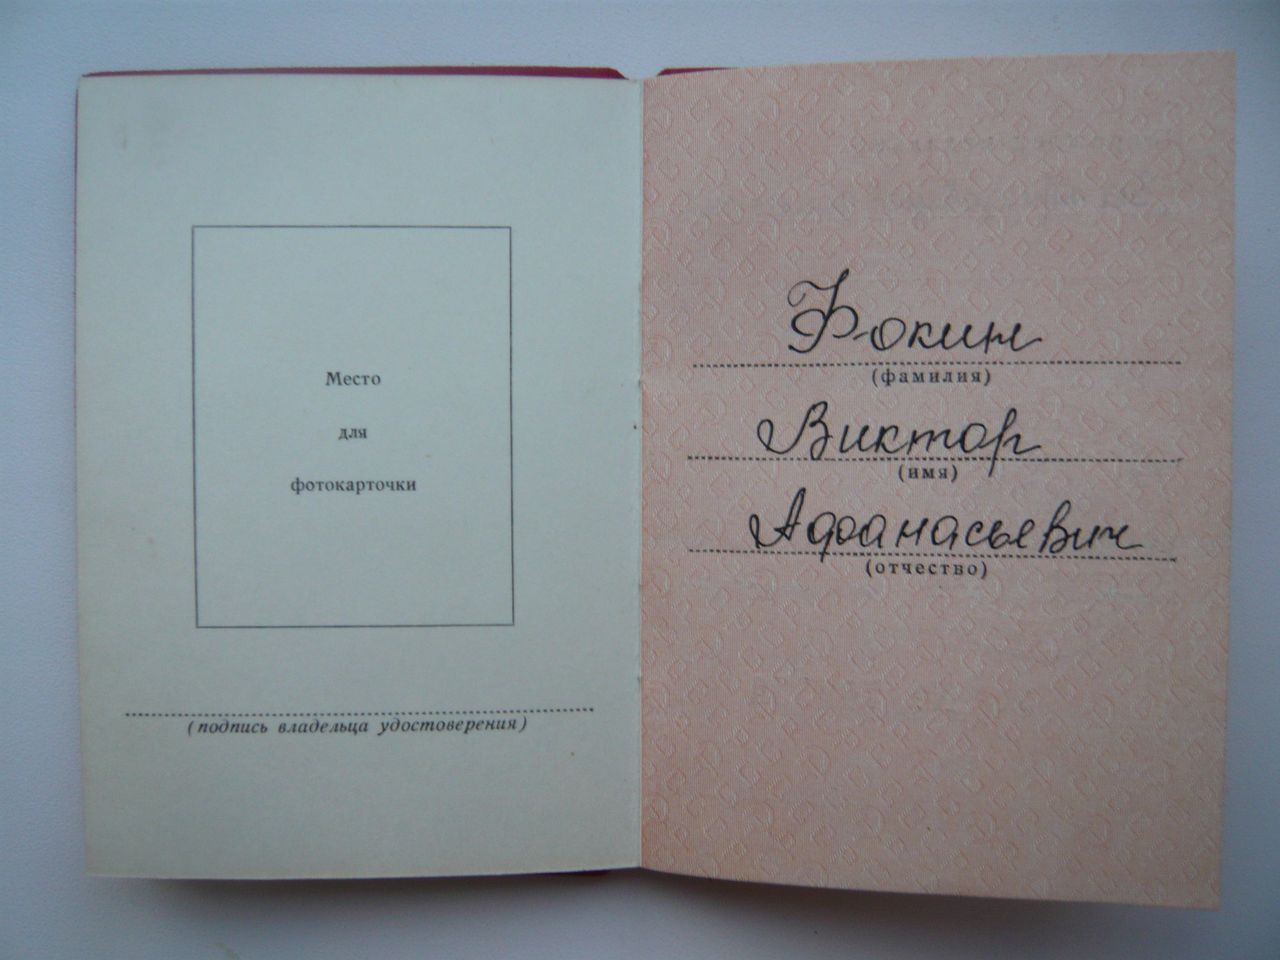 Место
для
фотокарточки
(подпись владельца удостоверения)
Фокин
(фамилия)
Виктор
(имя)
Афанасьевич
(отчество)